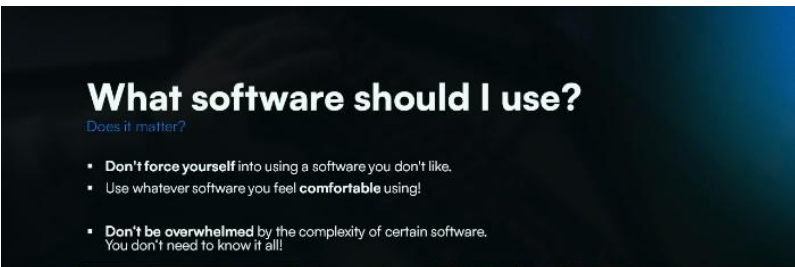 What software should I use?
Does it matter?
▪ Don't force yourself into using a software you don't like.
▪ Use whatever software you feel comfortable using!
▪ Don't be overwhelmed by the complexity of certain software.
You don't need to know it all!